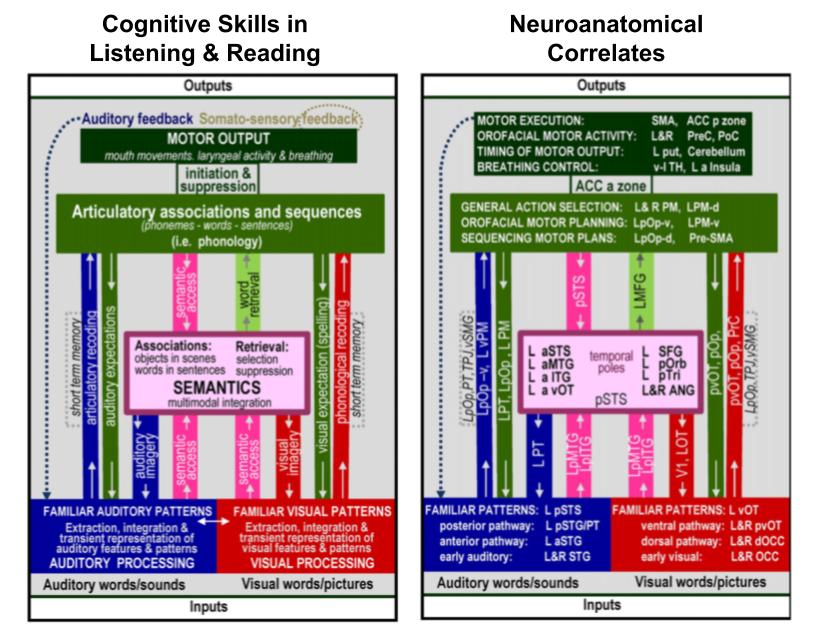 Cognitive Skills in
Listening & Reading
Outputs
Auditory feedback Somato-sensory feedback
MOTOR OUTPUT
mouth movements. laryngeal activity & breathing
initiation &
suppression
Articulatory associations and sequences
(phonemes - words - sentences)
(i.e. phonology)
short term memory
articulatory recoding
auditory expectations
semantic
access
word
retrieval
visual expectation (spelling)
phonological recoding
short term memory
Associations:
objects in scenes
words in sentences
Retrieval:
selection
suppression
SEMANTICS
multimodal integration
auditory
imagery
semantic
access
semantic
access
visual
imagery
FAMILIAR AUDITORY PATTERNS
Extraction, integration &
transient representation of
auditory features & patterns
AUDITORY PROCESSING
FAMILIAR VISUAL PATTERNS
Extraction, integration &
transient representation of
visual features & patterns
VISUAL PROCESSING
Auditory words/sounds
Visual words/pictures
Inputs
Neuroanatomical
Correlates
Outputs
MOTOR EXECUTION: SMA, ACC p zone
OROFACIAL MOTOR ACTIVITY: L&R PreC, PoC
TIMING OF MOTOR OUTPUT: L put, Cerebellum
BREATHING CONTROL: v-l TH, L a Insula
ACC a zone
GENERAL ACTION SELECTION: L& R PM, LPM-d
OROFACIAL MOTOR PLANNING: LpOp-v, LPM-v
SEQUENCING MOTOR PLANS: LpOp-d, Pre-SMA
LpOp,PT,TPJ,vSMG
LpOp –v, L vPM
LPT, LpOp , L PM
pSTS
LMFG
pvOT, pOp,
pvOT, pOp, PrC
LpOp,TPJ,vSMG
L aSTS
L aMTG
L a ITG
L a vOT
temporal
poles
pSTS
L SFG
L pOrb
L pTri
L&R ANG
L PT
LpMTG
LpITG
LpMTG
LpITG
V1, LOT
FAMILIAR PATTERNS: L pSTS
posterior pathway: L pSTG/PT
anterior pathway: L aSTG
early auditory: L&R STG
FAMILIAR PATTERNS: L vOT
ventral pathway: L&R pvOT
dorsal pathway: L&R dOCC
early visual: L&R OCC
Auditory words/sounds
Visual words/pictures
Inputs